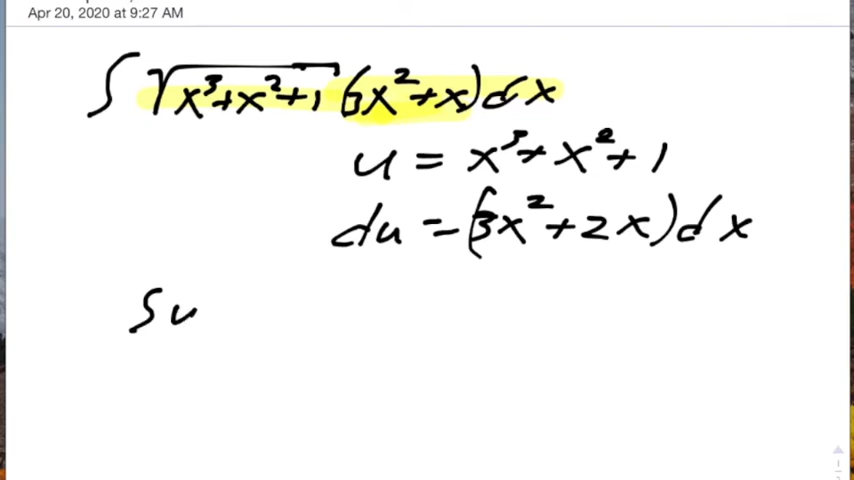 Apr 20, 2020 at 9:27 AM
∫ √(x³+x²+1) (3x²+x)dx
u = x³+x²+1
du = (3x²+2x)dx
∫ u